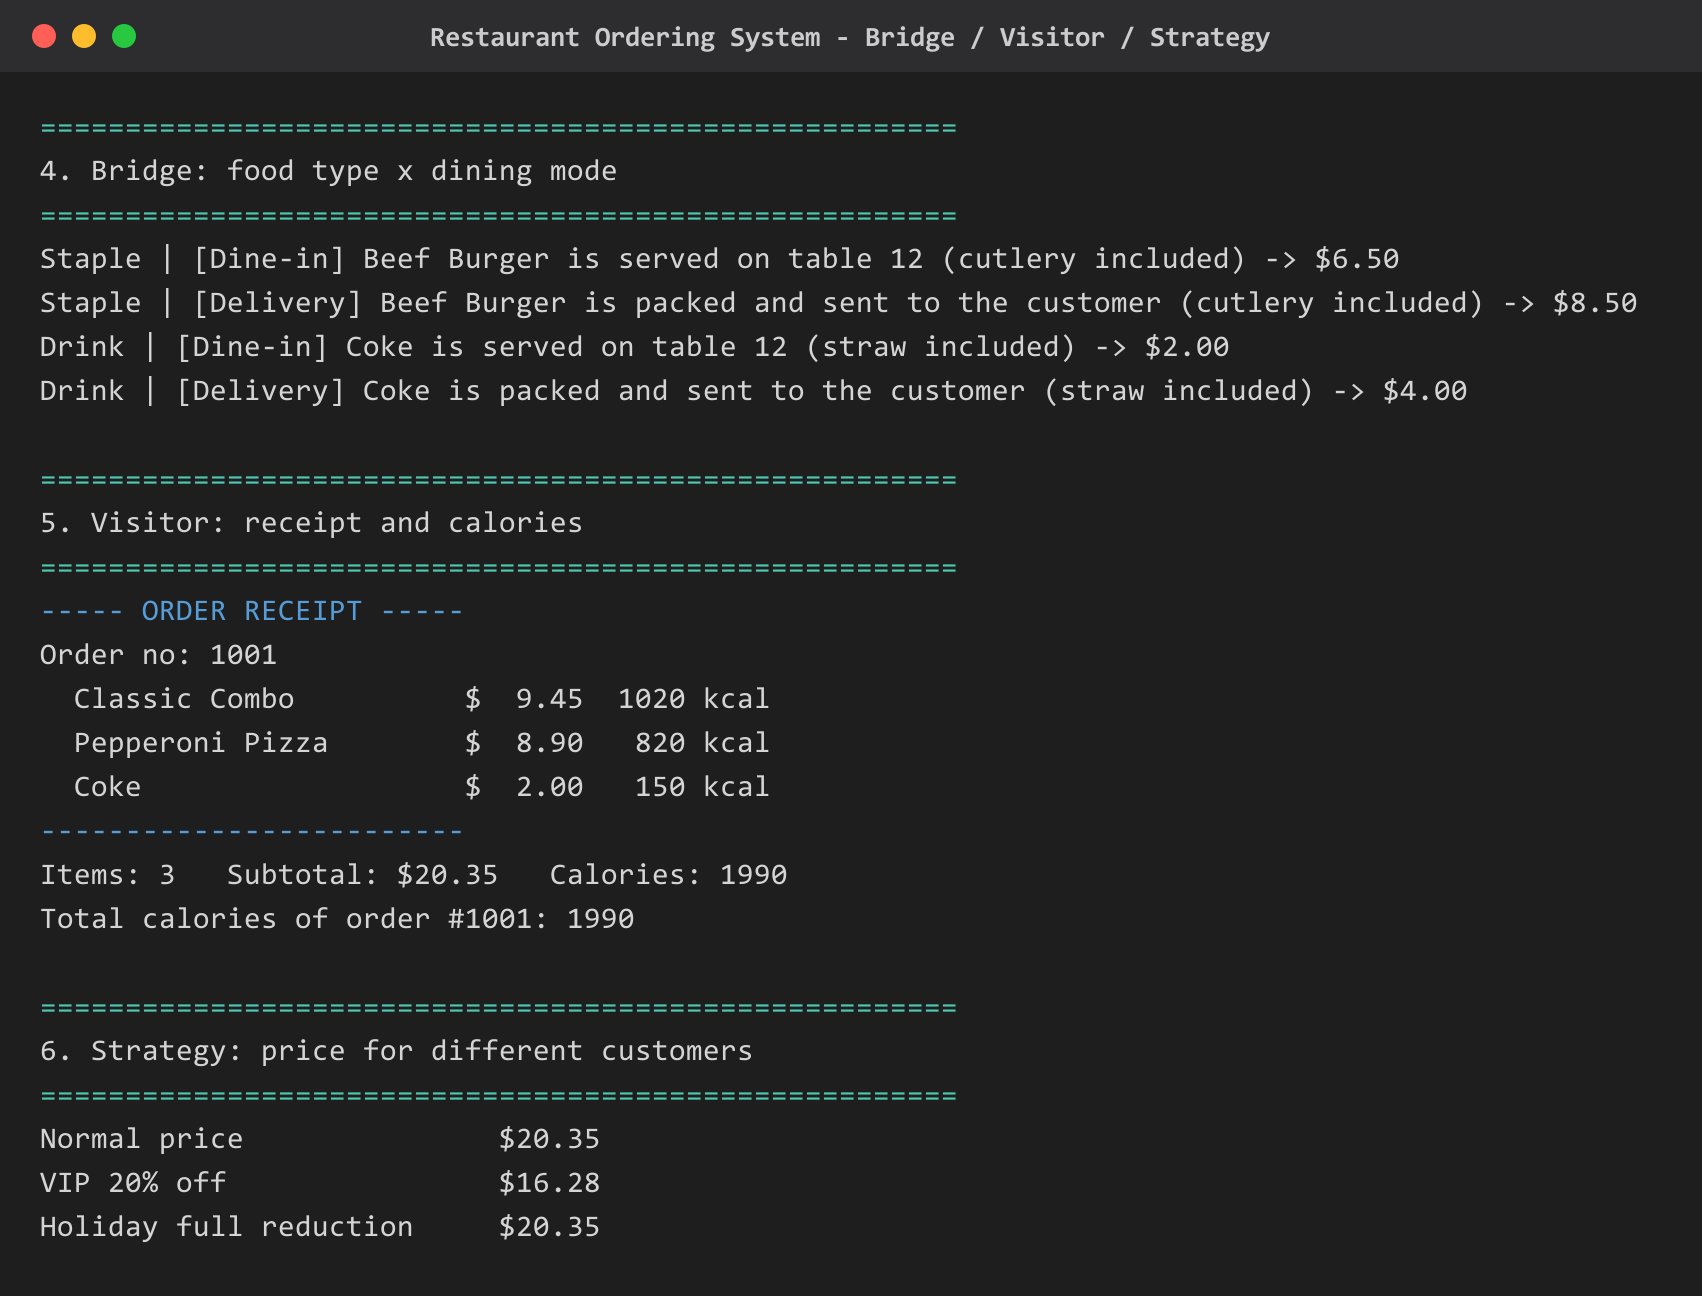 Restaurant Ordering System - Bridge / Visitor / Strategy
======================================================
4. Bridge: food type x dining mode
======================================================
Staple | [Dine-in] Beef Burger is served on table 12 (cutlery included) -> $6.50
Staple | [Delivery] Beef Burger is packed and sent to the customer (cutlery included) -> $8.50
Drink | [Dine-in] Coke is served on table 12 (straw included) -> $2.00
Drink | [Delivery] Coke is packed and sent to the customer (straw included) -> $4.00
======================================================
5. Visitor: receipt and calories
======================================================
----- ORDER RECEIPT -----
Order no: 1001
  Classic Combo          $  9.45  1020 kcal
  Pepperoni Pizza        $  8.90   820 kcal
  Coke                   $  2.00   150 kcal
-------------------------
Items: 3   Subtotal: $20.35   Calories: 1990
Total calories of order #1001: 1990
======================================================
6. Strategy: price for different customers
======================================================
Normal price               $20.35
VIP 20% off                $16.28
Holiday full reduction     $20.35